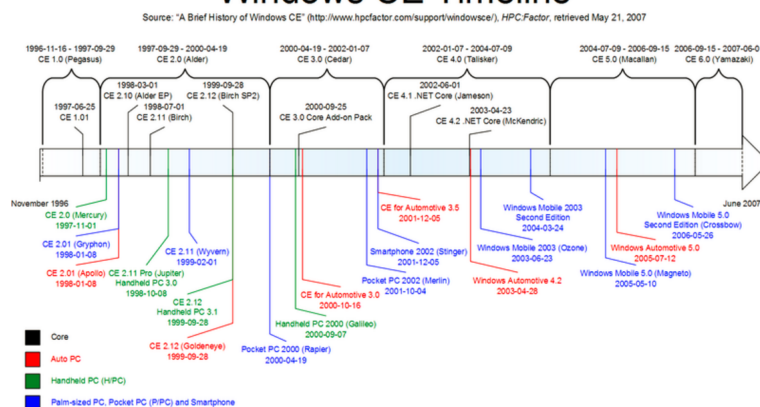 Windows CE Timeline
Source: "A Brief History of Windows CE" (http://www.hpcfactor.com/support/windowsce/), HPC:Factor, retrieved May 21, 2007
1996-11-16 - 1997-09-29
CE 1.0 (Pegasus)
1997-09-29 - 2000-04-19
CE 2.0 (Alder)
2000-04-19 - 2002-01-07
CE 3.0 (Cedar)
2002-01-07 - 2004-07-09
CE 4.0 (Talisker)
2004-07-09 - 2006-09-15
CE 5.0 (Macallan)
2006-09-15 - 2007-06-0
CE 6.0 (Yamazaki)
1997-06-25
CE 1.01
1998-03-01
CE 2.10 (Alder EP)
1998-07-01
CE 2.11 (Birch)
1999-09-28
CE 2.12 (Birch SP2)
2000-09-25
CE 3.0 Core Add-on Pack
2002-06-01
CE 4.1 .NET Core (Jameson)
2003-04-23
CE 4.2 .NET Core (McKendric)
November 1996
June 2007
CE 2.0 (Mercury)
1997-11-01
CE 2.01 (Gryphon)
1998-01-08
CE 2.01 (Apollo)
1998-01-08
CE 2.11 Pro (Jupiter)
Handheld PC 3.0
1998-10-08
CE 2.11 (Wyvern)
1999-02-01
CE 2.12
Handheld PC 3.1
1999-09-28
CE 2.12 (Goldeneye)
1999-09-28
Pocket PC 2000 (Rapier)
2000-04-19
Handheld PC 2000 (Galileo)
2000-09-07
CE for Automotive 3.0
2000-10-16
Pocket PC 2002 (Merlin)
2001-10-04
Smartphone 2002 (Stinger)
2001-12-05
CE for Automotive 3.5
2001-12-05
Windows Automotive 4.2
2003-04-28
Windows Mobile 2003 (Ozone)
2003-06-23
Windows Mobile 2003
Second Edition
2004-03-24
Windows Mobile 5.0 (Magneto)
2005-05-10
Windows Automotive 5.0
2005-07-12
Windows Mobile 5.0
Second Edition (Crossbow)
2006-05-26
Core
Auto PC
Handheld PC (H/PC)
Palm-sized PC, Pocket PC (P/PC) and Smartphone